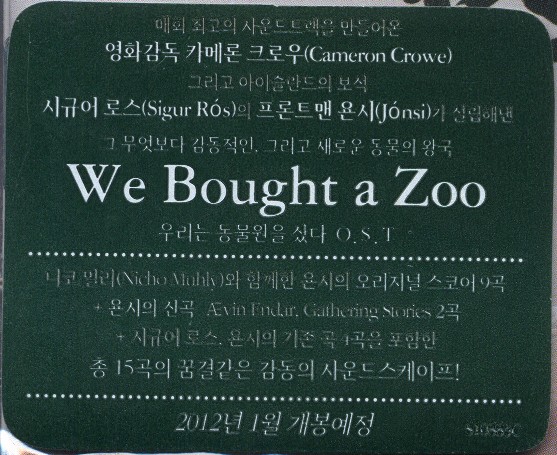 매회 최고의 사운드트랙을 만들어온
영화감독 카메론 크로우(Cameron Crowe)
그리고 아이슬란드의 보석
시규어 로스(Sigur Rós)의 프론트맨 욘시(Jónsi)가 설립해낸
그 무엇보다 감동적인, 그리고 새로운 동물의 왕국
We Bought a Zoo
우리는 동물원을 샀다 O.S.T
니코 뮬리(Nicho Muhly)와 함께한 욘시의 오리지널 스코어 9곡
+ 욘시의 신곡 Ævin Endar, Gathering Stories 2곡
+ 시규어 로스, 욘시의 기존 곡 4곡을 포함한
총 15곡의 꿈결같은 감동의 사운드스케이프!
2012년 1월 개봉예정